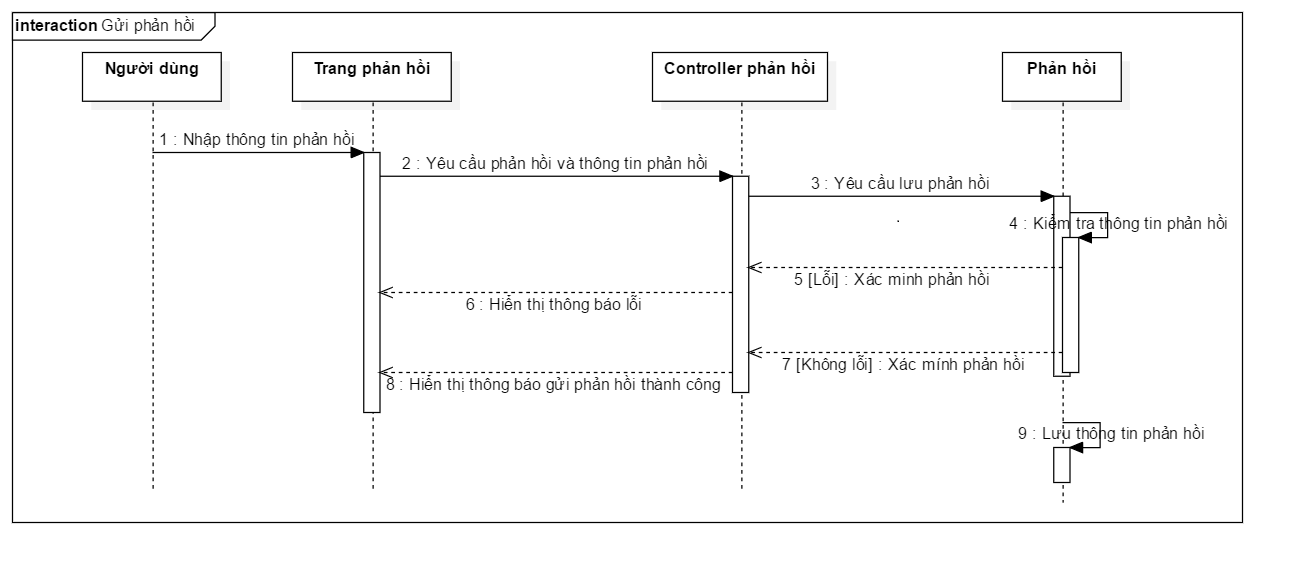 interaction Gửi phản hồi
Người dùng
Trang phản hồi
Controller phản hồi
Phản hồi
1 : Nhập thông tin phản hồi
2 : Yêu cầu phản hồi và thông tin phản hồi
3 : Yêu cầu lưu phản hồi
4 : Kiểm tra thông tin phản hồi
5 [Lỗi] : Xác minh phản hồi
6 : Hiển thị thông báo lỗi
7 [Không lỗi] : Xác mính phản hồi
8 : Hiển thị thông báo gửi phản hồi thành công
9 : Lưu thông tin phản hồi